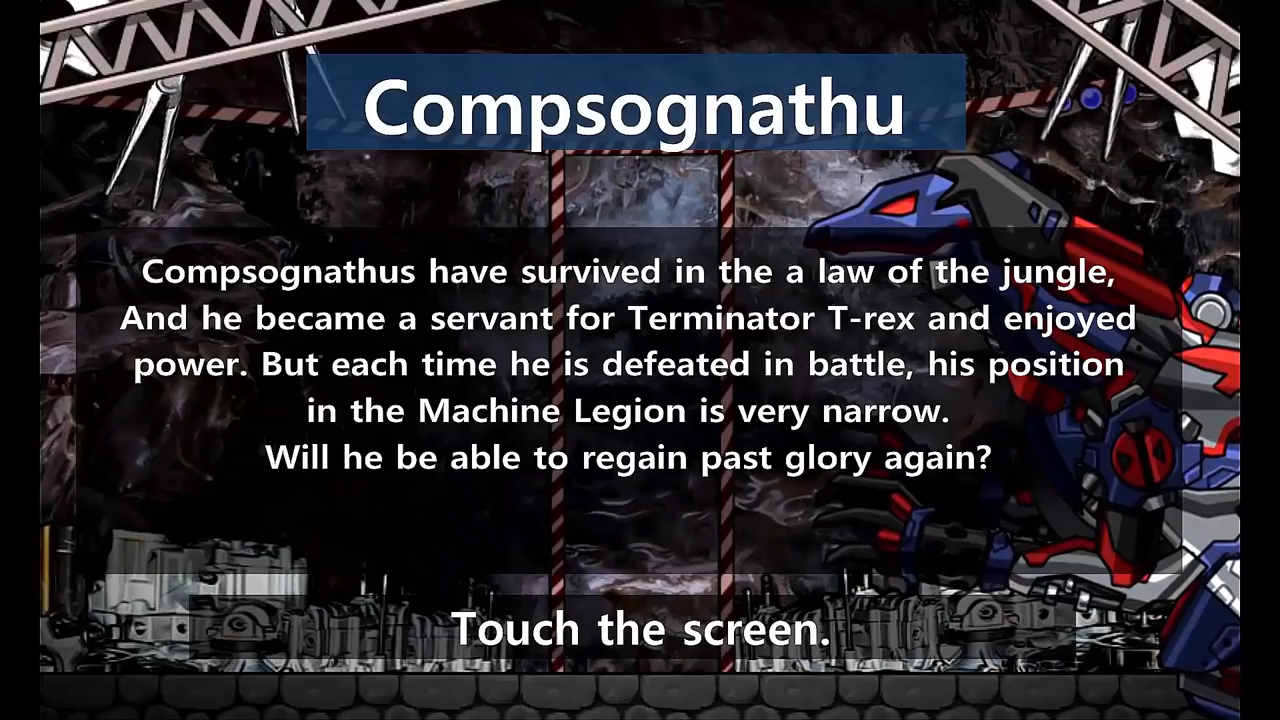 Compsognathu
Compsognathus have survived in the a law of the jungle,
And he became a servant for Terminator T-rex and enjoyed
power. But each time he is defeated in battle, his position
in the Machine Legion is very narrow.
Will he be able to regain past glory again?
Touch the screen.